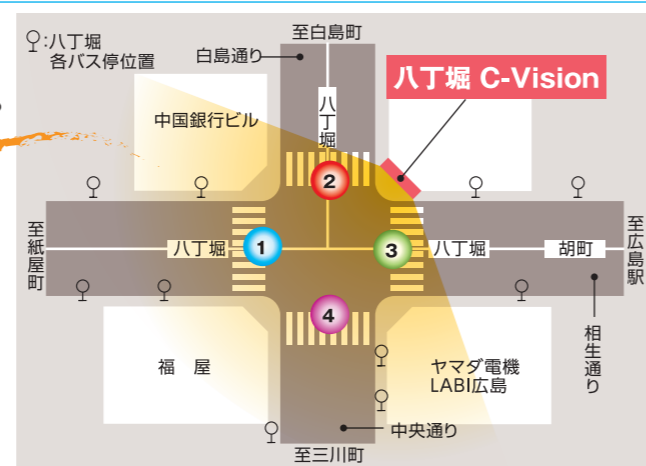 :八丁堀
各バス停位置
至白島町
白島通り
八丁堀 C-Vision
中国銀行ビル
八丁堀
2
至紙屋町
八丁堀
1
3
八丁堀
胡町
至広島駅
4
相生通り
福 屋
ヤマダ電機
LABI広島
中央通り
至三川町